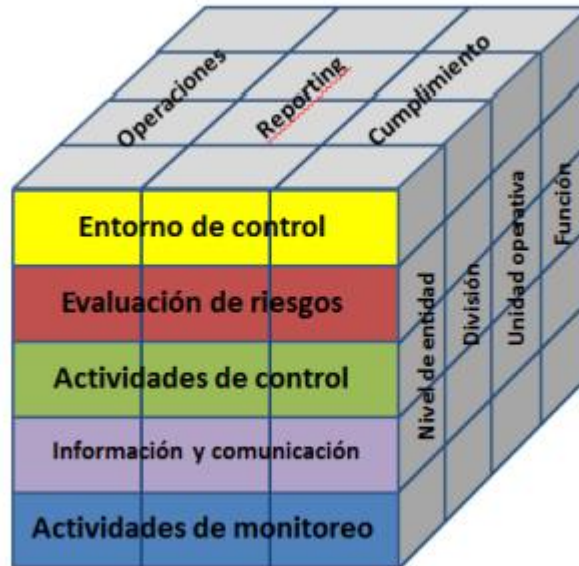 Operaciones
Reporting
Cumplimiento
Entorno de control
Evaluación de riesgos
Actividades de control
Información y comunicación
Actividades de monitoreo
Nivel de entidad
División
Unidad operativa
Función